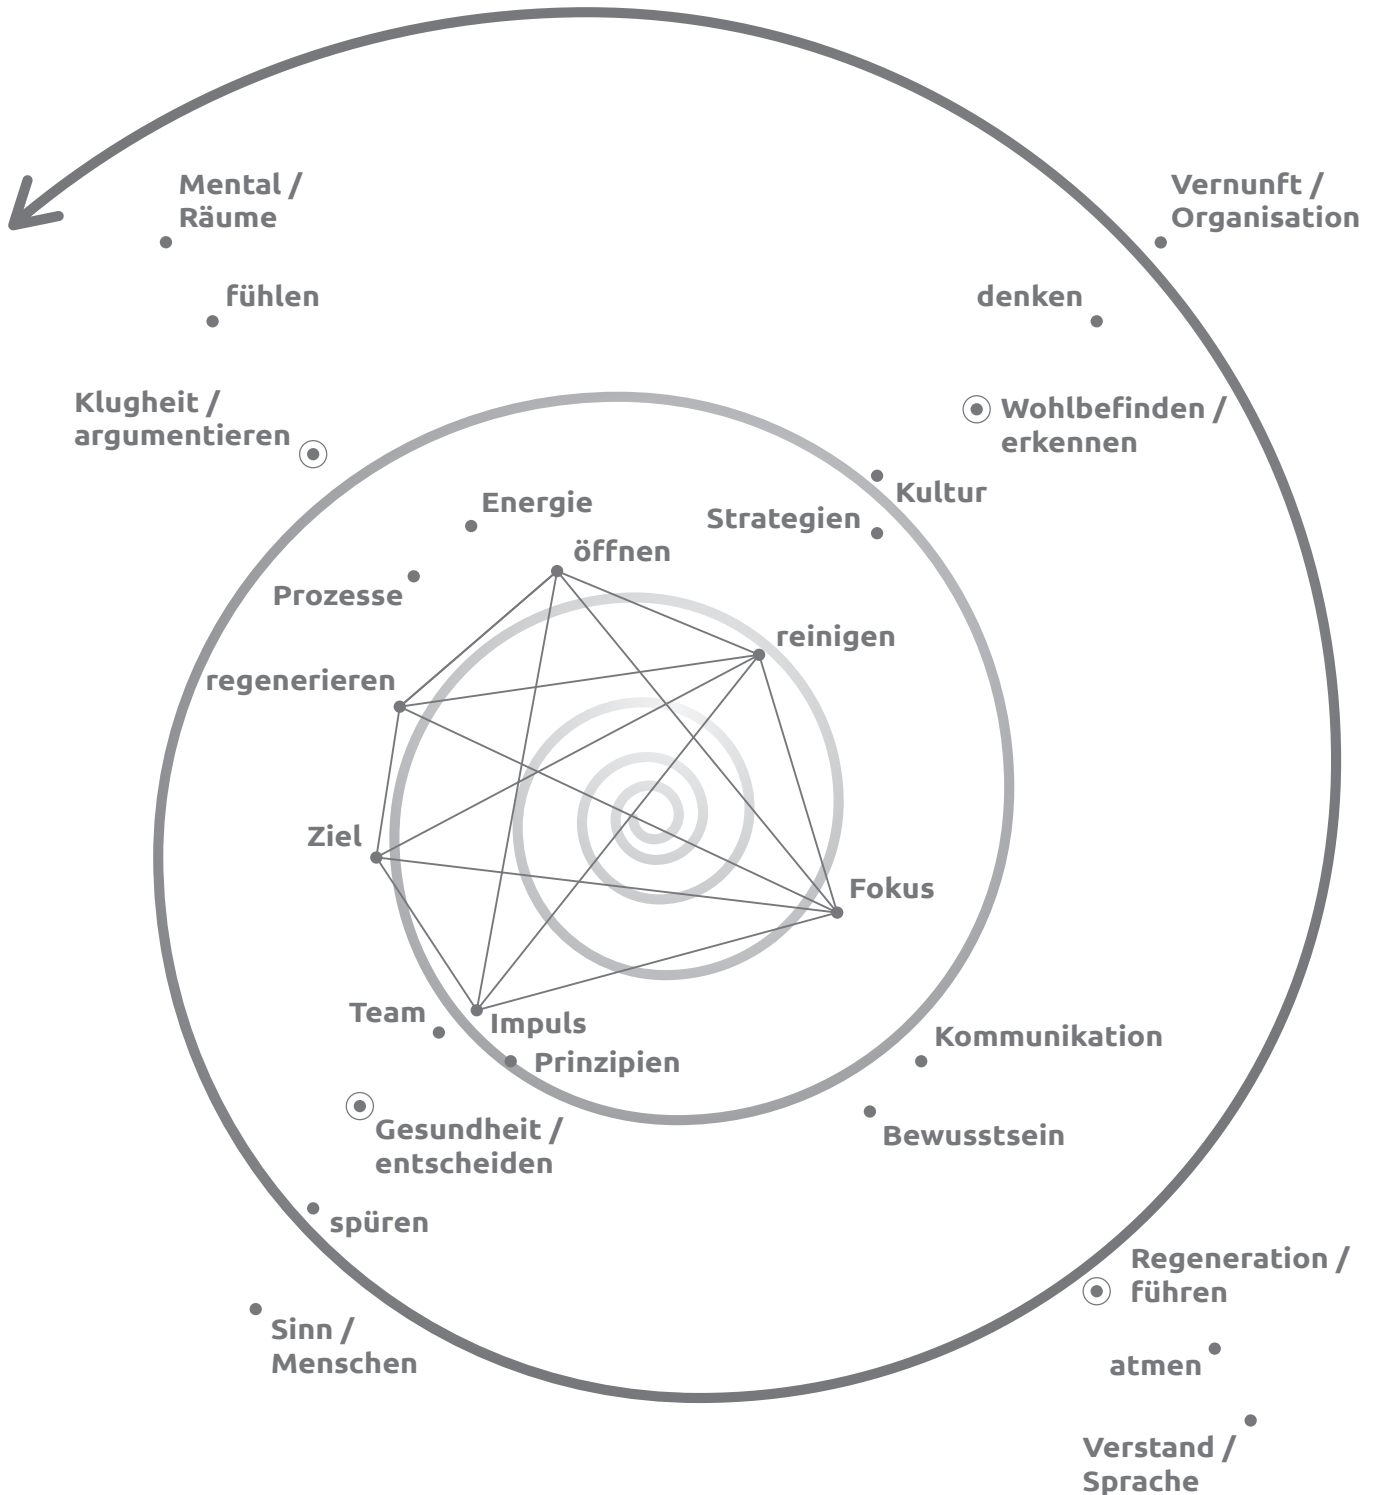 Mental /
Räume
Vernunft /
Organisation
fühlen
denken
Klugheit /
argumentieren
Wohlbefinden /
erkennen
Energie
Kultur
Strategien
öffnen
Prozesse
reinigen
regenerieren
Ziel
Fokus
Team
Impuls
Kommunikation
Prinzipien
Gesundheit /
entscheiden
Bewusstsein
spüren
Regeneration /
führen
Sinn /
Menschen
atmen
Verstand /
Sprache